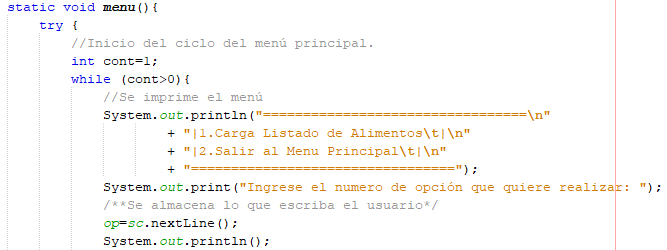 static void menu(){
try {
//Inicio del ciclo del menú principal.
int cont=1;
while (cont>0){
//Se imprime el menú
System.out.println("=================================\n"
+ "|1.Carga Listado de Alimentos\t|\n"
+ "|2.Salir al Menu Principal\t|\n"
+ "=================================");
System.out.print("Ingrese el numero de opción que quiere realizar: ");
/**Se almacena lo que escriba el usuario*/
op=sc.nextLine();
System.out.println();